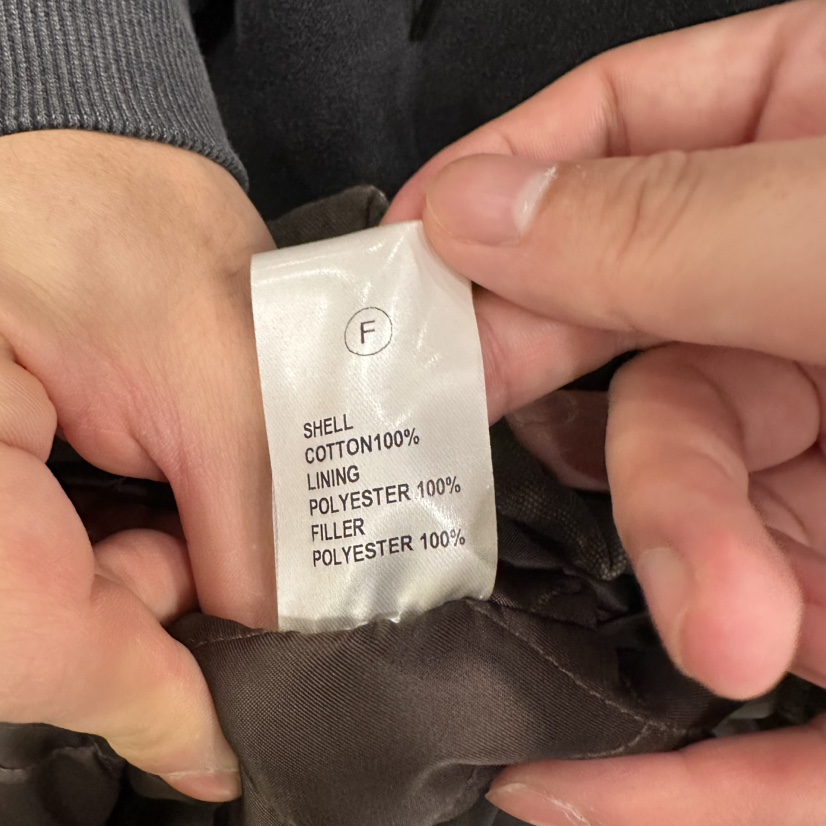 F
SHELL
COTTON100%
LINING
POLYESTER 100%
FILLER
POLYESTER 100%